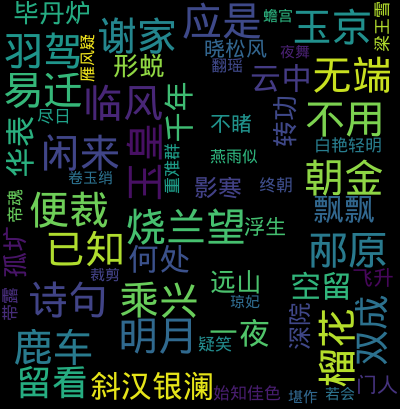 毕丹炉
谢家
应是
蟾宫
玉京
梁王雪
羽驾
雁风疑
形蜕
晓松风
翻瑶
夜舞
云中
无端
易迁
临风
千年
尽日
华表
闲来
玉皇
不睹
转功
不用
白艳轻明
卷玉绡
重难群
燕雨似
影寒
终朝
朝金
帝魂
便裁
烧兰望
浮生
飘飘
孤圹
已知
何处
邴原
裁剪
远山
空留
飞升
带露
诗句
乘兴
琼妃
深院
榴花
双成
鹿车
明月
疑笑
一夜
留看
斜汉银澜
始知佳色
堪作
若会
门人